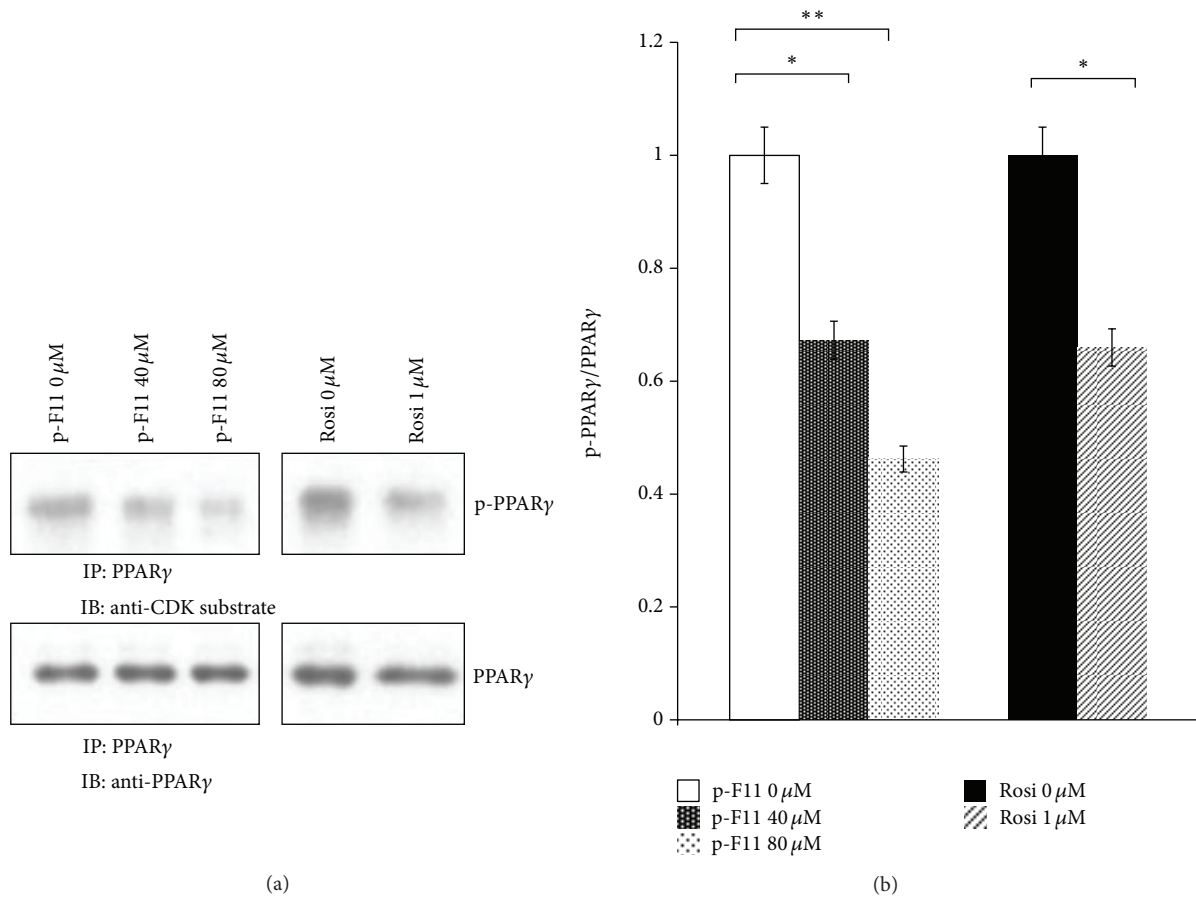 p-F11 0 μM
p-F11 40 μM
p-F11 80 μM
Rosi 0 μM
Rosi 1 μM
p-PPARγ
IP: PPARγ
IB: anti-CDK substrate
PPARγ
IP: PPARγ
IB: anti-PPARγ
(a)
**
*
*
1.2
1
0.8
0.6
0.4
0.2
0
p-PPARγ/PPARγ
p-F11 0 μM
p-F11 40 μM
p-F11 80 μM
Rosi 0 μM
Rosi 1 μM
(b)